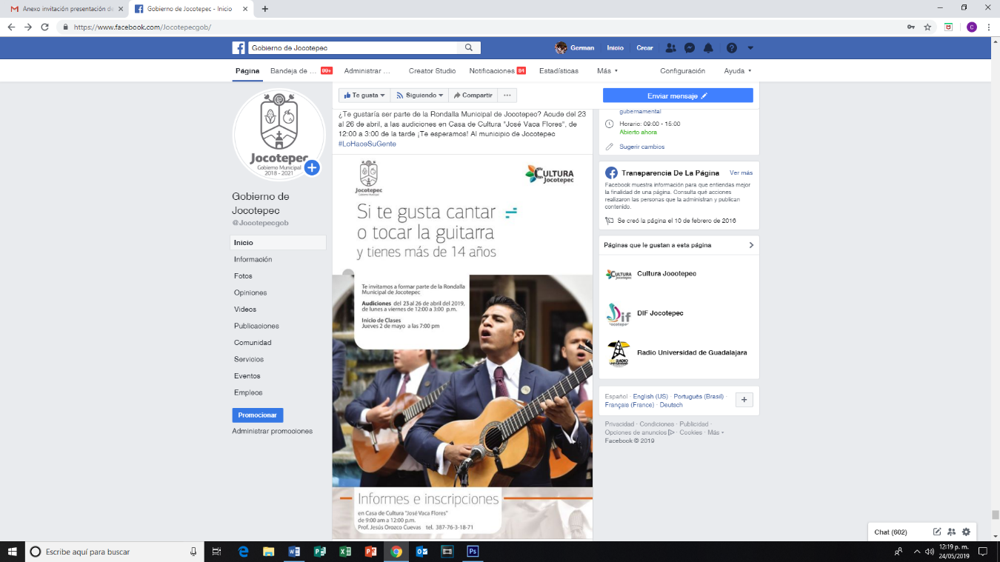 Anexo invitación presentación de
Gobierno de Jocotepec - Inicio
https://www.facebook.com/Jocotepecgob/
C
Gobierno de Jocotepec
German
Inicio
Crear
Página
Bandeja de ... 99+
Administrar ...
Creator Studio
Notificaciones 84
Estadísticas
Más
Configuración
Ayuda
Jocotepec
Gobierno Municipal
2018 - 2021
Gobierno de
Jocotepec
@Jocotepecgob
Inicio
Información
Fotos
Opiniones
Videos
Publicaciones
Comunidad
Servicios
Eventos
Empleos
Promocionar
Administrar promociones
Te gusta
Siguiendo
Compartir
...
Enviar mensaje
¿Te gustaría ser parte de la Rondalla Municipal de Jocotepec? Acude del 23
al 26 de abril, a las audiciones en Casa de Cultura "José Vaca Flores", de
12:00 a 3:00 de la tarde ¡Te esperamos! Al municipio de Jocotepec
#LoHaceSuGente
Jocotepec
Gobierno Municipal
CULTURA
Jocotepec
Si te gusta cantar
o tocar la guitarra
y tienes más de 14 años
Te invitamos a formar parte de la Rondalla
Municipal de Jocotepec
Audiciones del 23 al 26 de abril del 2019,
de lunes a viernes de 12:00 a 3:00 p.m.
Inicio de Clases
Jueves 2 de mayo a las 7:00 pm
Informes e inscripciones
en Casa de Cultura "José Vaca Flores"
de 9:00 am a 12:00 p.m.
Prof. Jesús Orozco Cuevas tel. 387-76-3-18-71
gubernamental
Horario: 09:00 - 15:00
Abierto ahora
Sugerir cambios
Transparencia De La Página
Ver más
Facebook muestra información para que entiendas mejor
la finalidad de una página. Consulta qué acciones
realizaron las personas que la administran y publican
contenido.
Se creó la página el 10 de febrero de 2016
Páginas que le gustan a esta página
CULTURA
Jocotepec
Cultura Jocotepec
Dif
Jocotepec
DIF Jocotepec
RADIO
UNIVERSIDAD
Radio Universidad de Guadalajara
Español · English (US) · Português (Brasil) ·
Français (France) · Deutsch
Privacidad · Condiciones · Publicidad ·
Opciones de anuncios · Cookies · Más
Facebook © 2019
Chat (602)
Escribe aquí para buscar
12:19 p. m.
24/05/2019